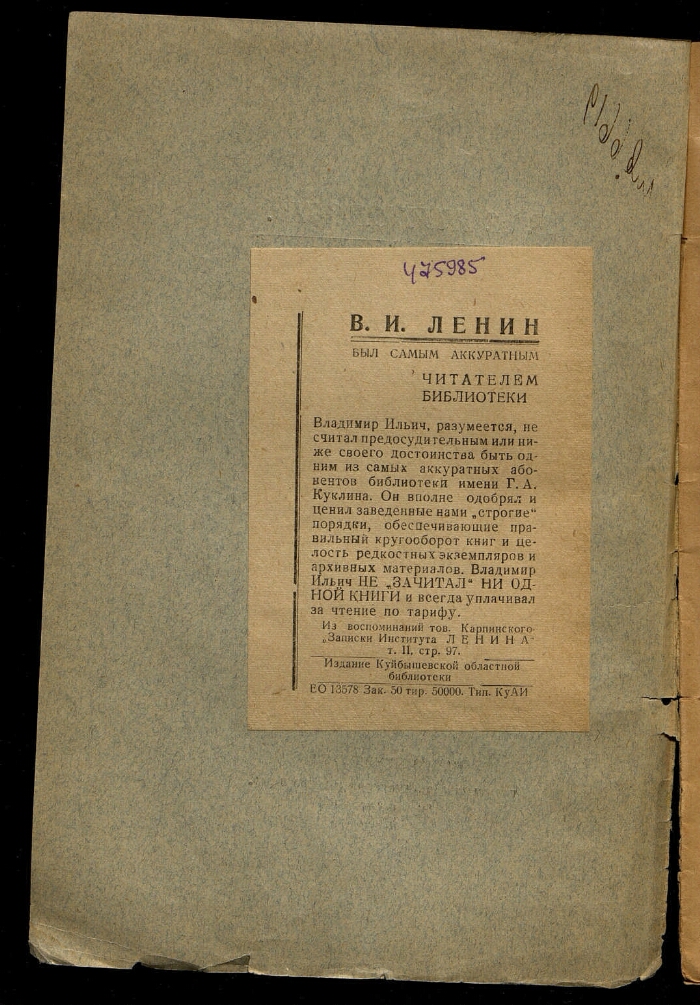 475985
В. И. ЛЕНИН
БЫЛ САМЫМ АККУРАТНЫМ
ЧИТАТЕЛЕМ
БИБЛИОТЕКИ
Владимир Ильич, разумеется, не
считал предосудительным или ни-
же своего достоинства быть од-
ним из самых аккуратных або-
нентов библиотеки имени Г. А.
Куклина. Он вполне одобрял и
ценил заведенные нами „строгие“
порядки, обеспечивающие пра-
вильный кругооборот книг и це-
лость редкостных экземпляров и
архивных материалов. Владимир
Ильич НЕ „ЗАЧИТАЛ“ НИ ОД-
НОЙ КНИГИ и всегда уплачивал
за чтение по тарифу.
Из воспоминаний тов. Карпинского-
„Записки Института ЛЕНИНА“
т. II, стр. 97.
Издание Куйбышевской областной
библиотеки
ЕО 13578 Зак. 50 тир. 50000. Тип. КуАИ